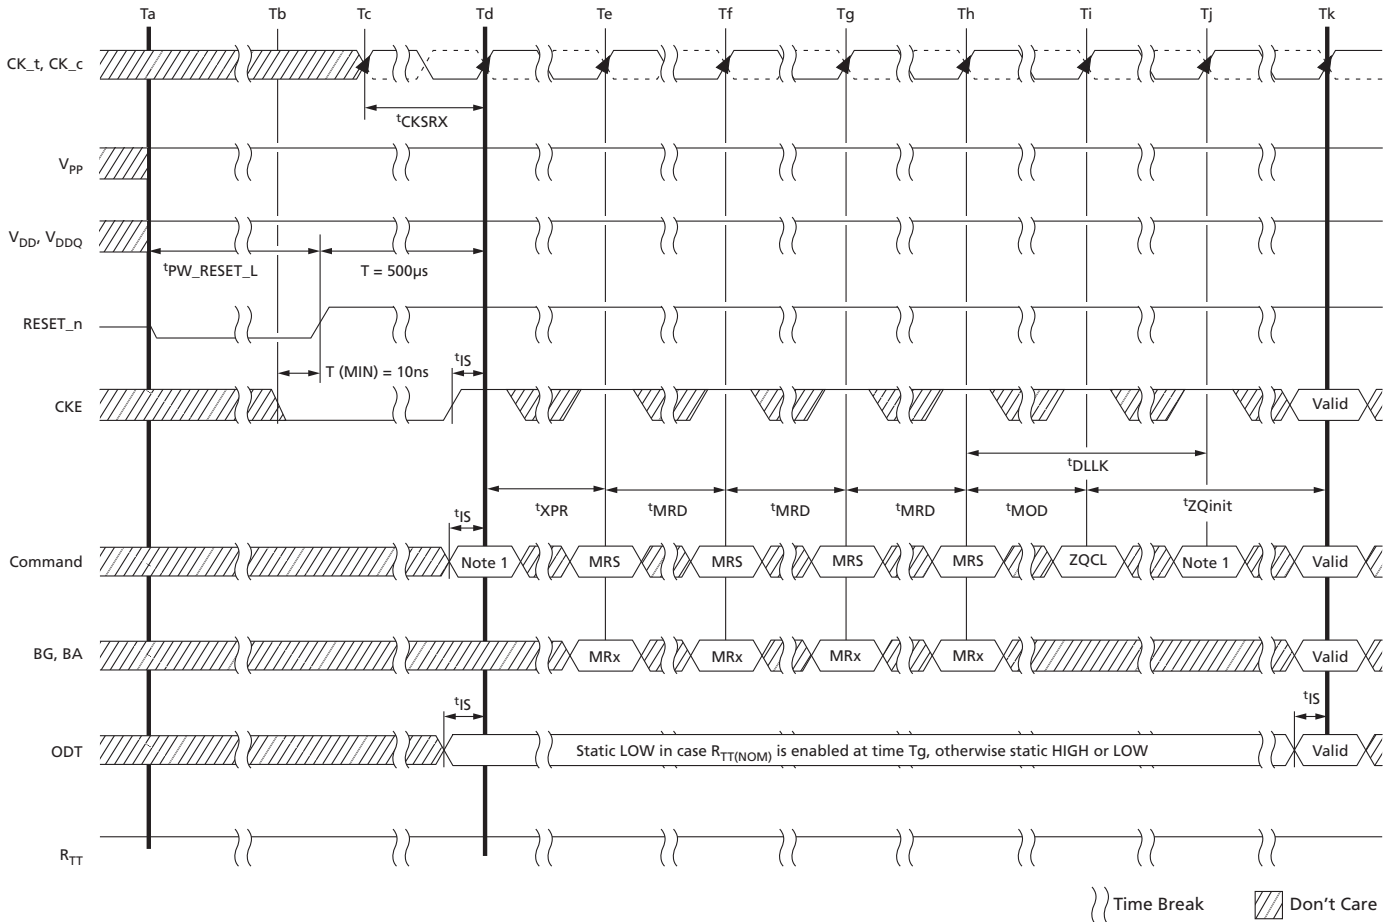 Ta Tb Tc Td Te Tf Tg Th Ti Tj Tk
CK_t, CK_c
tCKSRX
VPP
VDD, VDDQ
tPW_RESET_L
T = 500µs
RESET_n
T (MIN) = 10ns
tIS
CKE
Valid
tDLLK
tXPR tMRD tMRD tMRD tMOD tZQinit
tIS
Command
Note 1 MRS MRS MRS MRS ZQCL Note 1 Valid
BG, BA
MRx MRx MRx MRx Valid
tIS
tIS
ODT
Static LOW in case RTT(NOM) is enabled at time Tg, otherwise static HIGH or LOW
Valid
RTT
Time Break
Don't Care